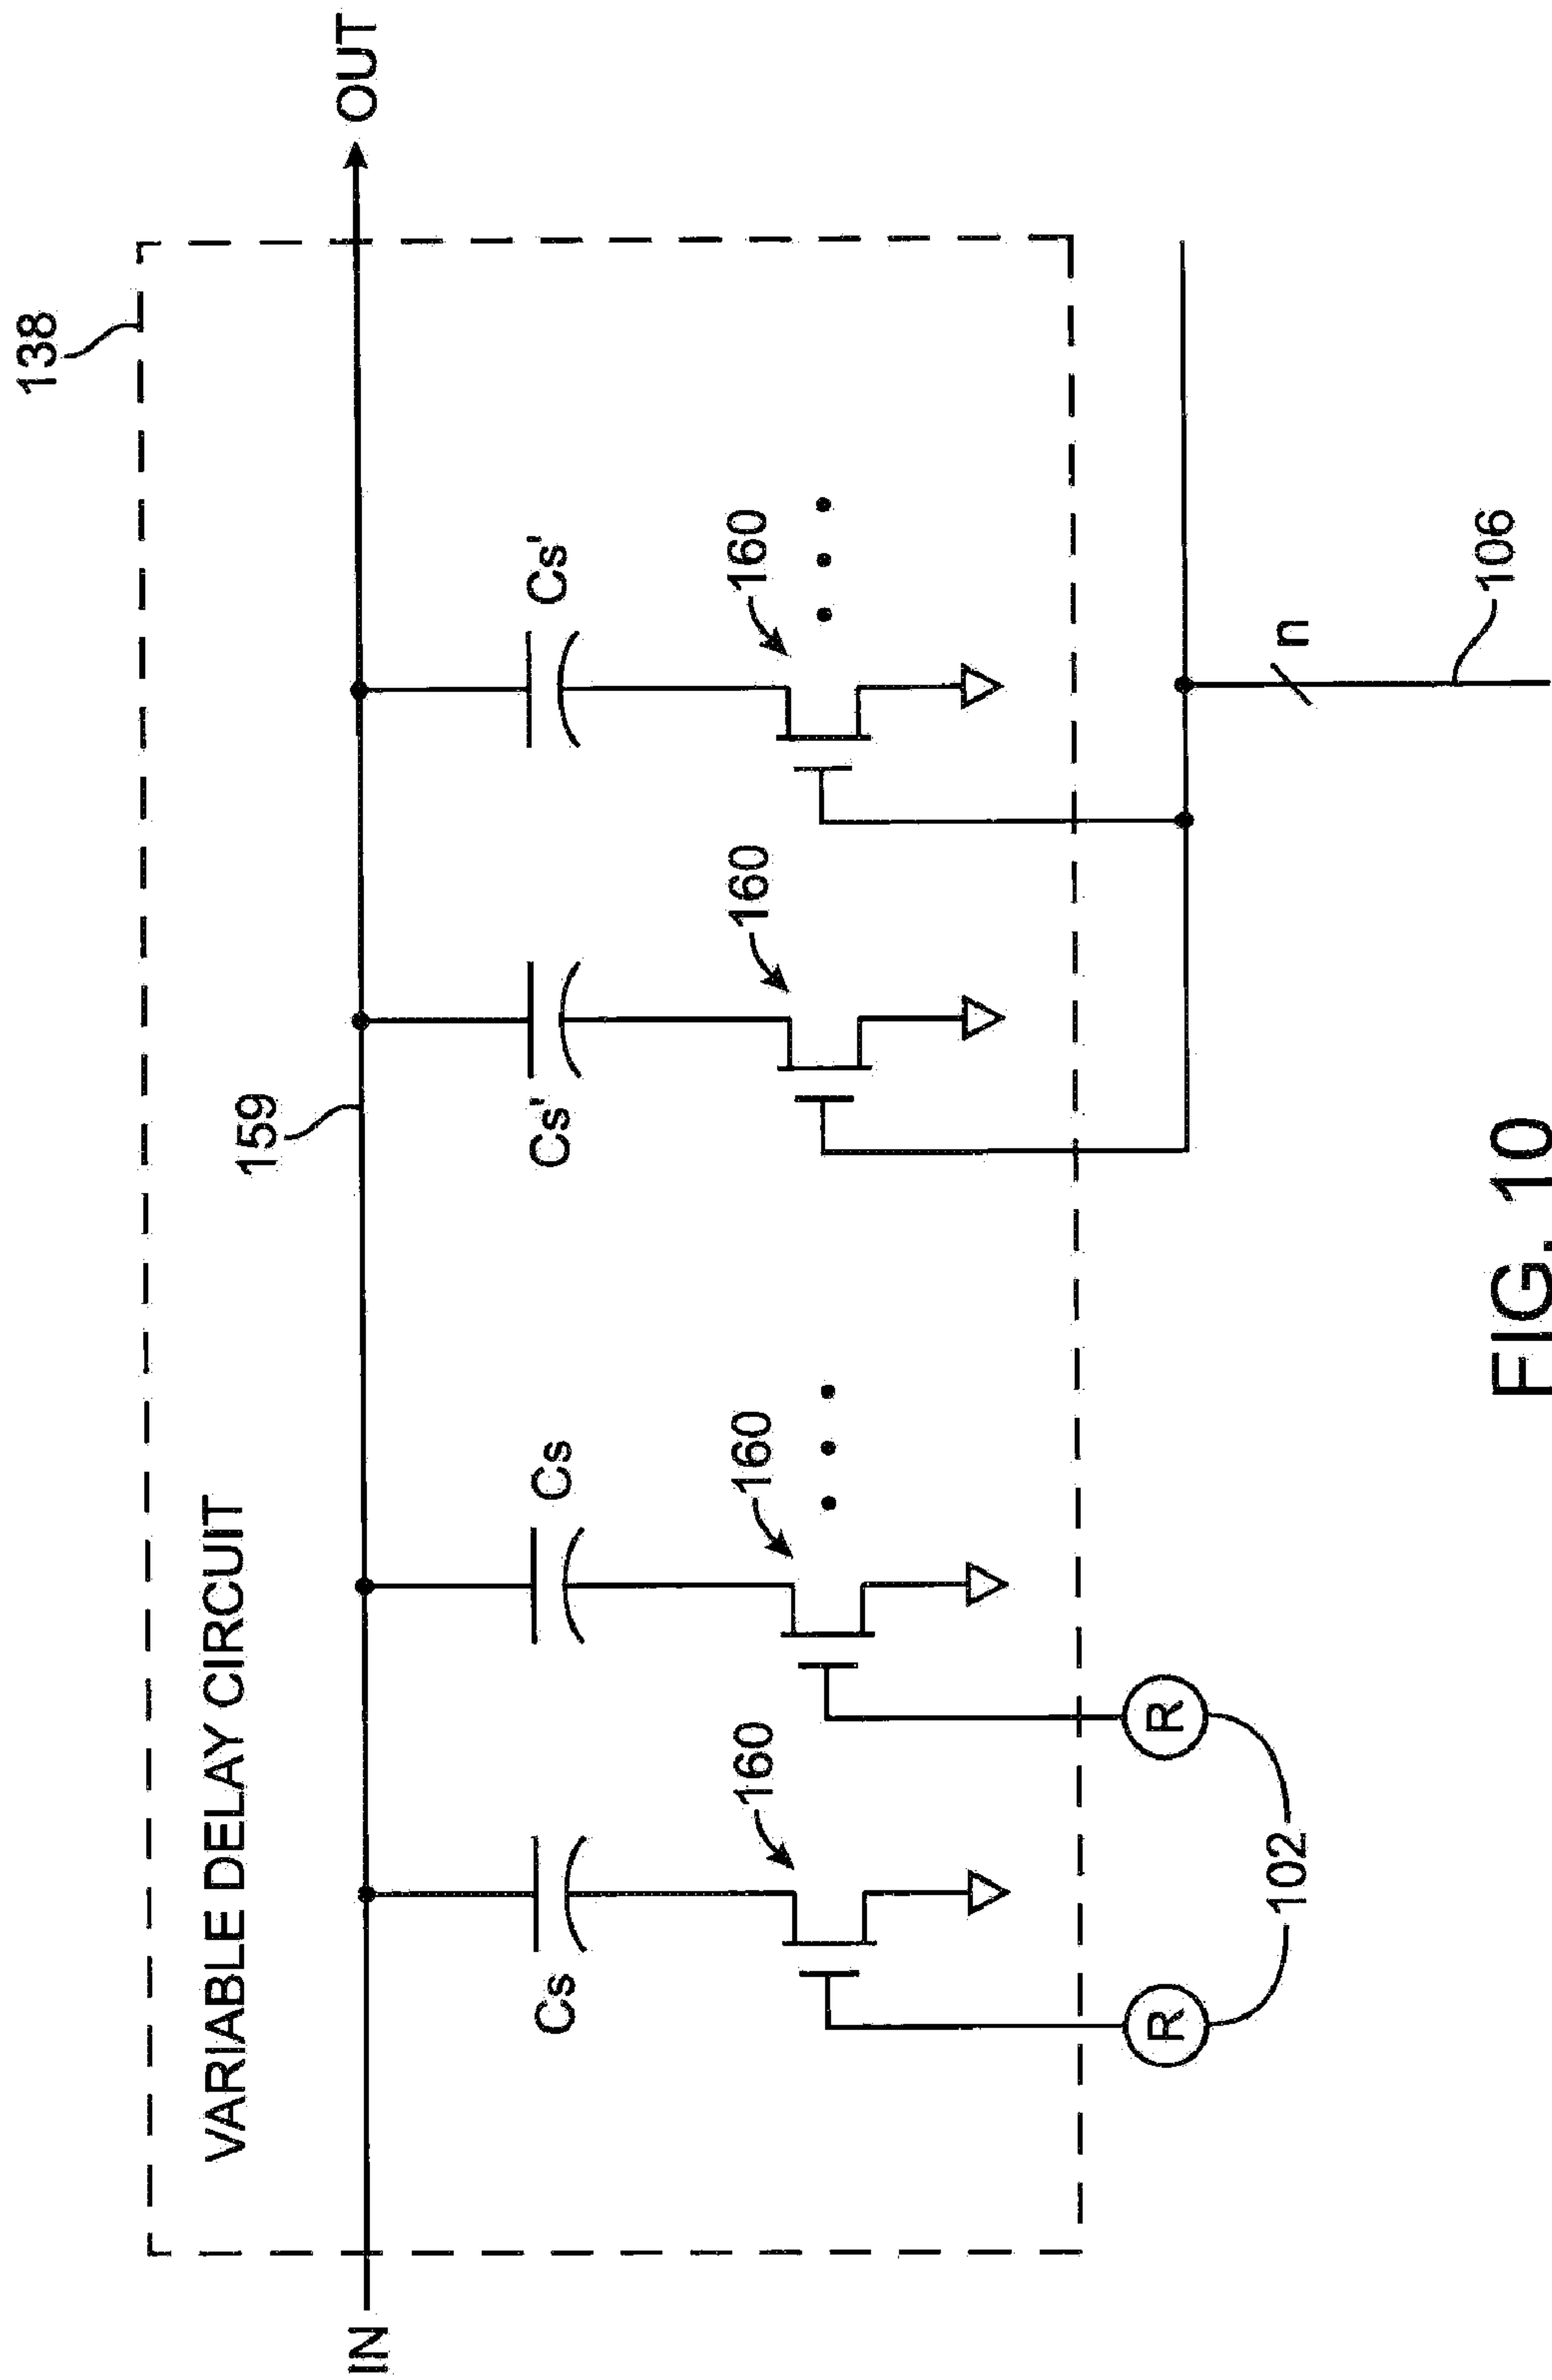 138
VARIABLE DELAY CIRCUIT
159
IN
OUT
Cs
Cs
Cs'
Cs'
160
160
160
160
R
R
102
n
106
FIG. 10